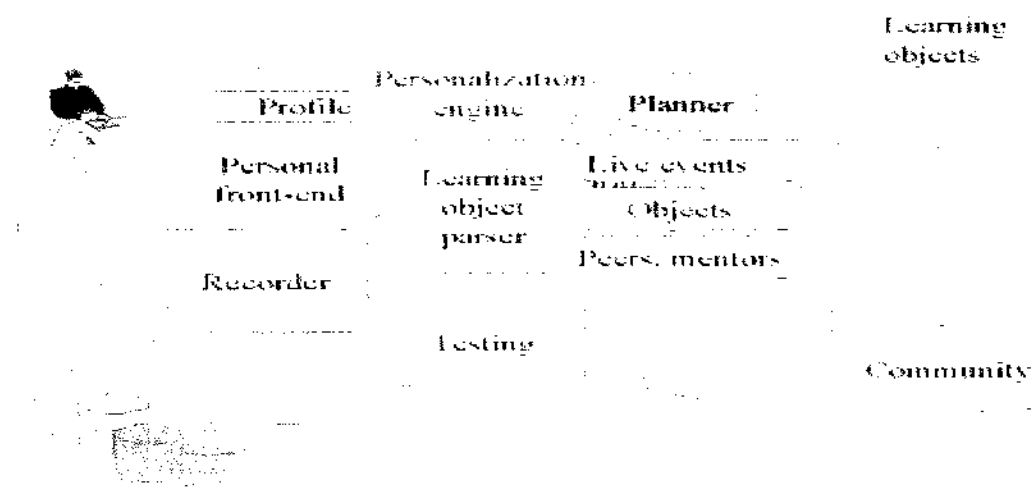 Learning
objects
Personalization
engine
Profile
Planner
Personal
front-end
Learning
object
parser
Live events
Objects
Peers, mentors
Recorder
Testing
Community